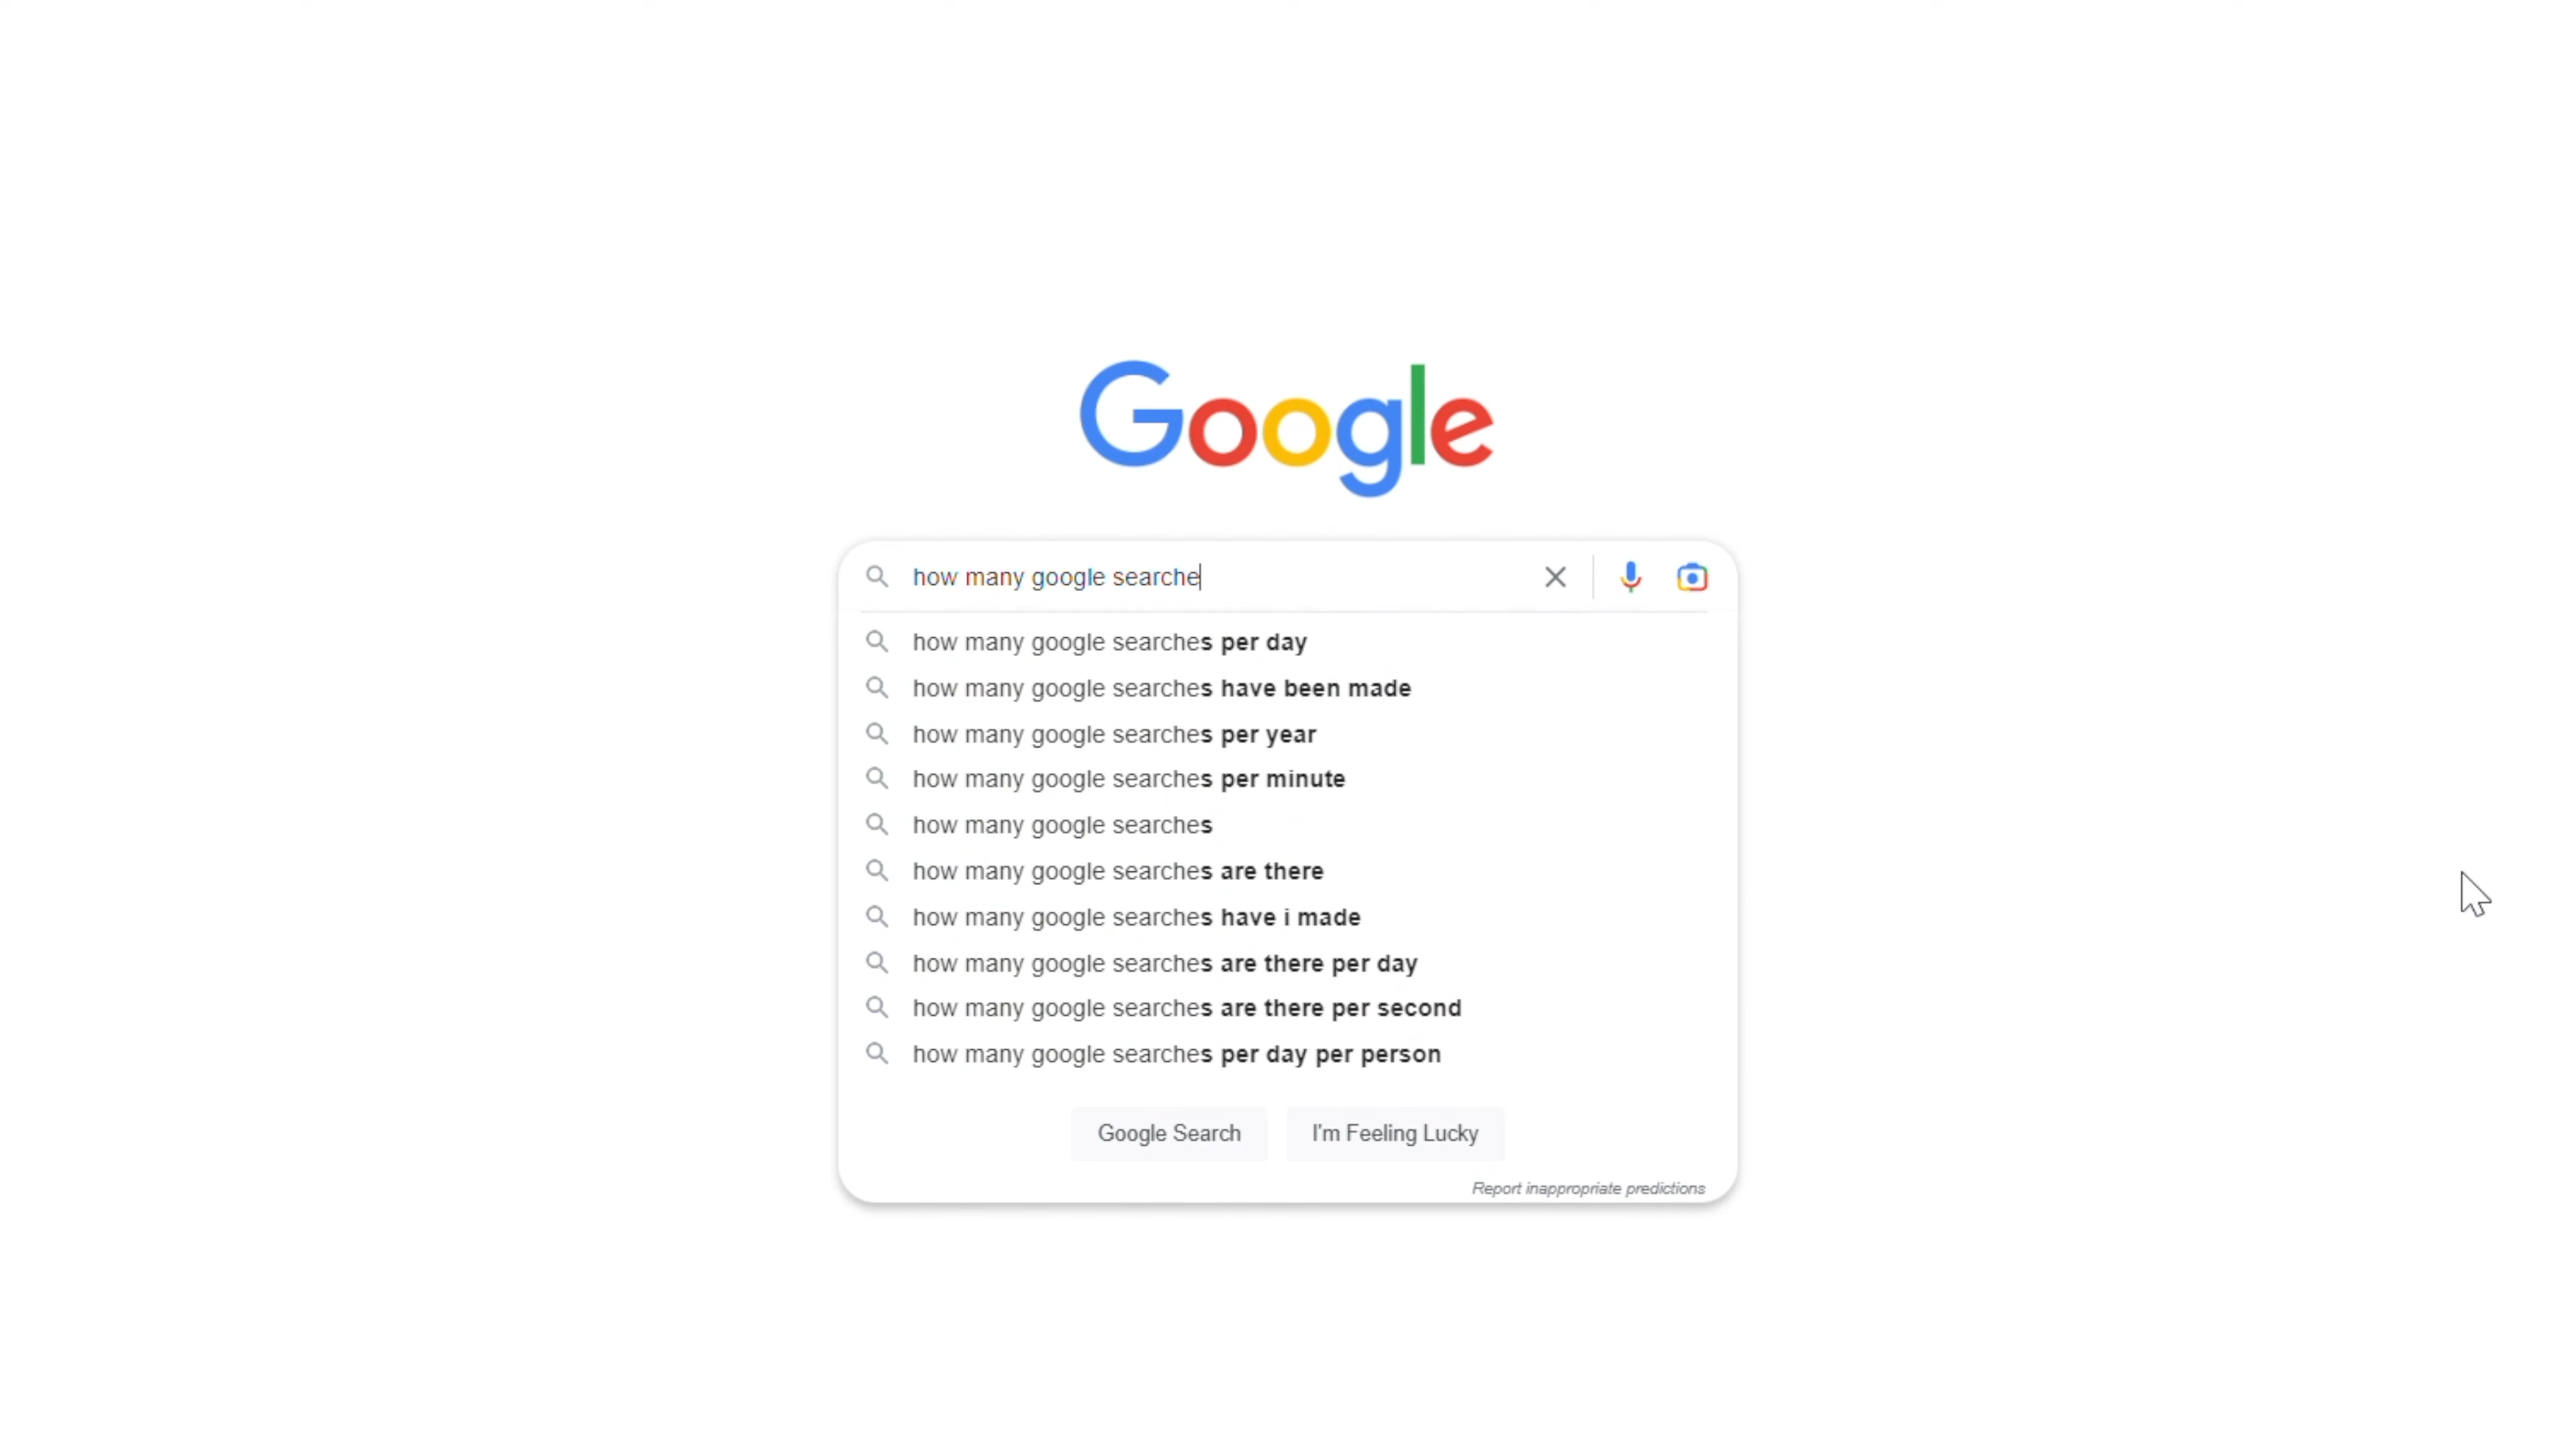 Google
how many google searche
how many google searches per day
how many google searches have been made
how many google searches per year
how many google searches per minute
how many google searches
how many google searches are there
how many google searches have i made
how many google searches are there per day
how many google searches are there per second
how many google searches per day per person
Google Search I'm Feeling Lucky
Report inappropriate predictions